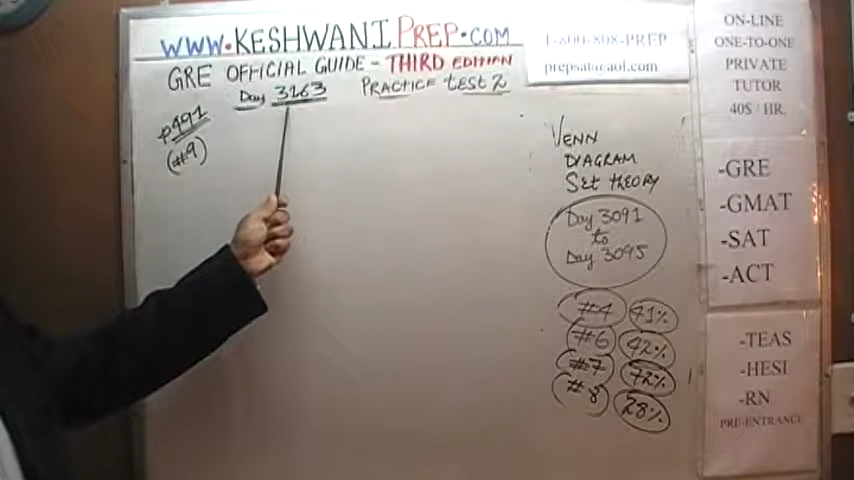 WWW.KESHWANIPREP.COM
GRE OFFICIAL GUIDE - THIRD EDITION
Day 3163 PRACTICE TEST 2
p491
(#9)
1-800-808-PREP
prepsat@aol.com
VENN
DIAGRAM
Set theory
Day 3091
to
Day 3095
#4 41%
#6 42%
#7 72%
#8 28%
ON-LINE
ONE-TO-ONE
PRIVATE
TUTOR
40$ / HR.
-GRE
-GMAT
-SAT
-ACT
-TEAS
-HESI
-RN
PRE-ENTRANCE